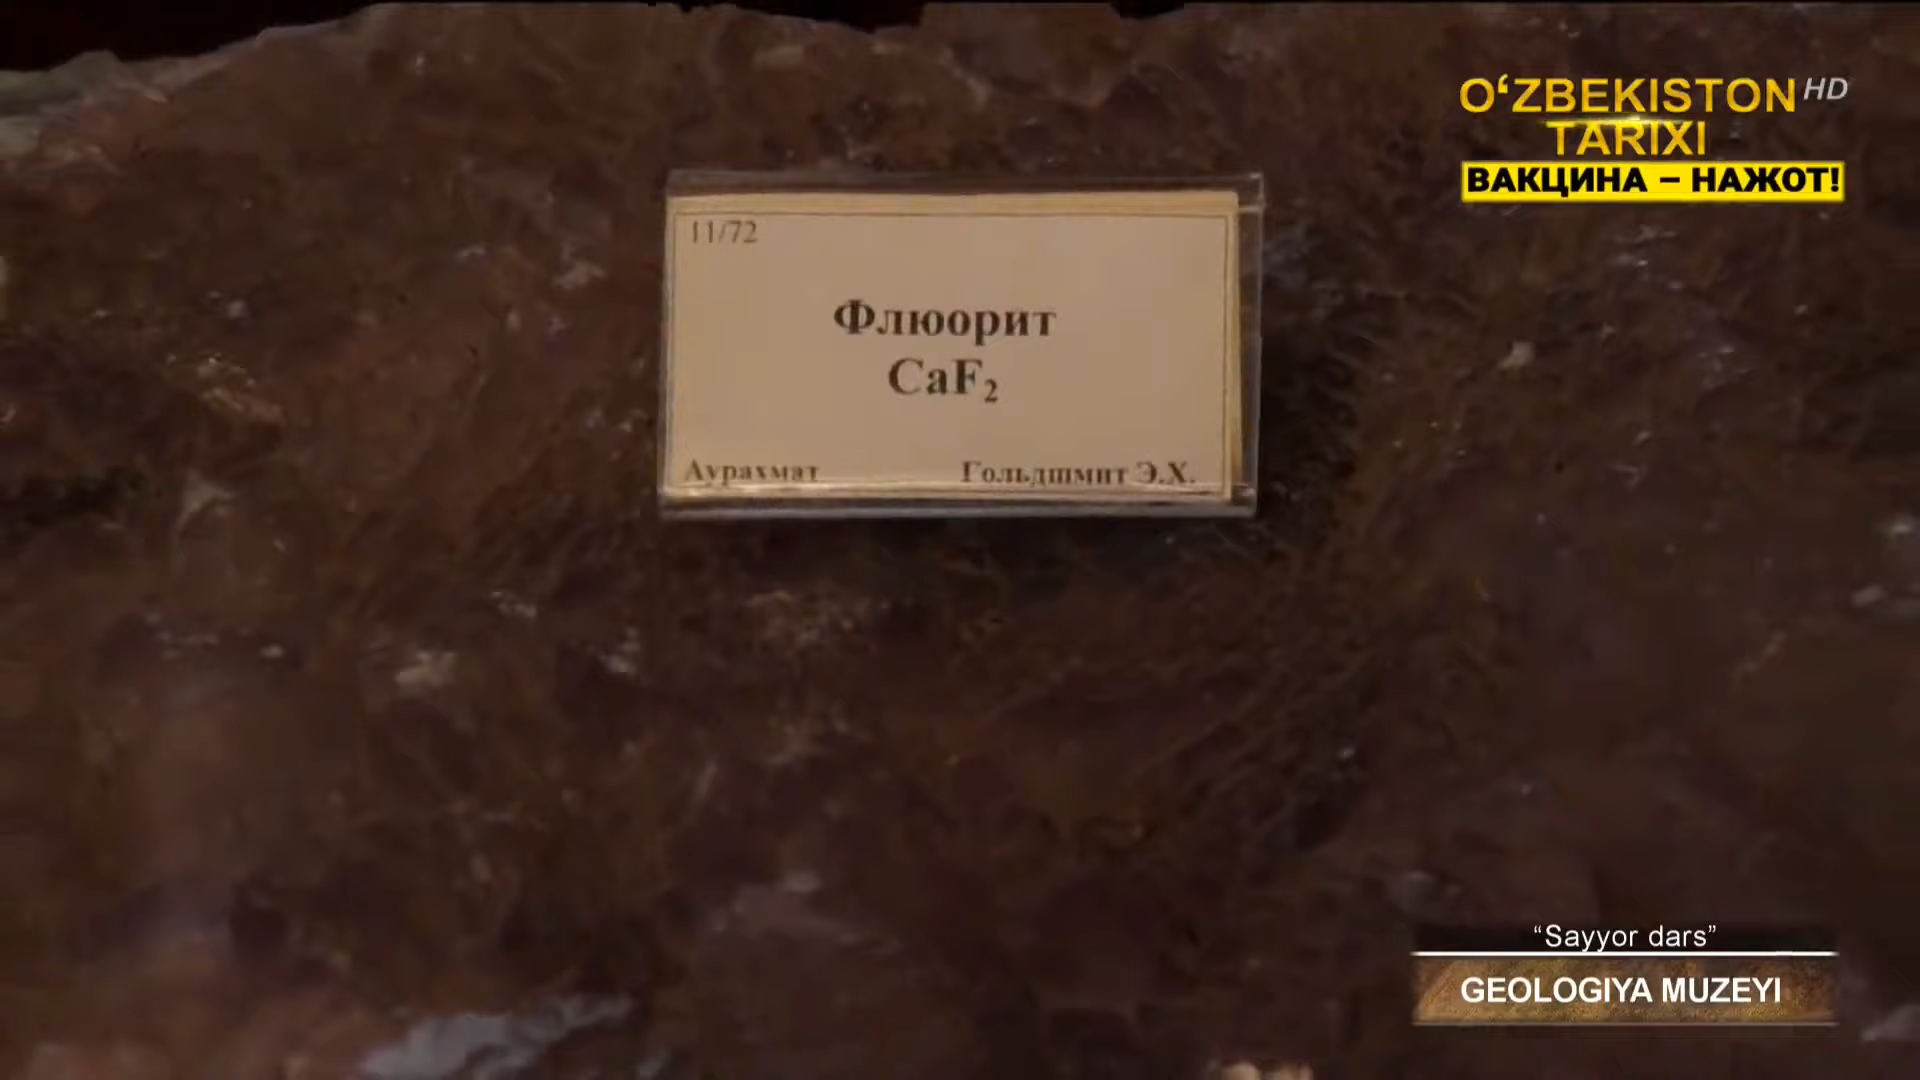 O‘ZBEKISTON HD
TARIXI
ВАКЦИНА – НАЖОТ!
11/72
Флюорит
CaF₂
Аурахмат Гольдшмит Э.Х.
“Sayyor dars”
GEOLOGIYA MUZEYI